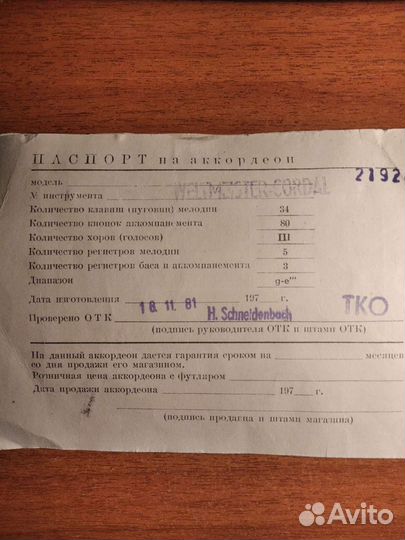 ПАСПОРТ на аккордеон
2192
модель WELTMEISTER-CORDAL
№ инструмента
Количество клавиш (пуговиц) мелодии 34
Количество кнопок аккомпанемента 80
Количество хоров (голосов) III
Количество регистров мелодии 5
Количество регистров баса и аккомпанемента 3
Диапазон g-e'''
Дата изготовления 18.11.81 197 г.
Проверено ОТК H. Schneidenbach TKO
(подпись руководителя ОТК и штамп ОТК)
На данный аккордеон дается гарантия сроком на месяцев
со дня продажи его магазином.
Розничная цена аккордеона с футляром
Дата продажи аккордеона 197 г.
(подпись продавца и штамп магазина)
Avito